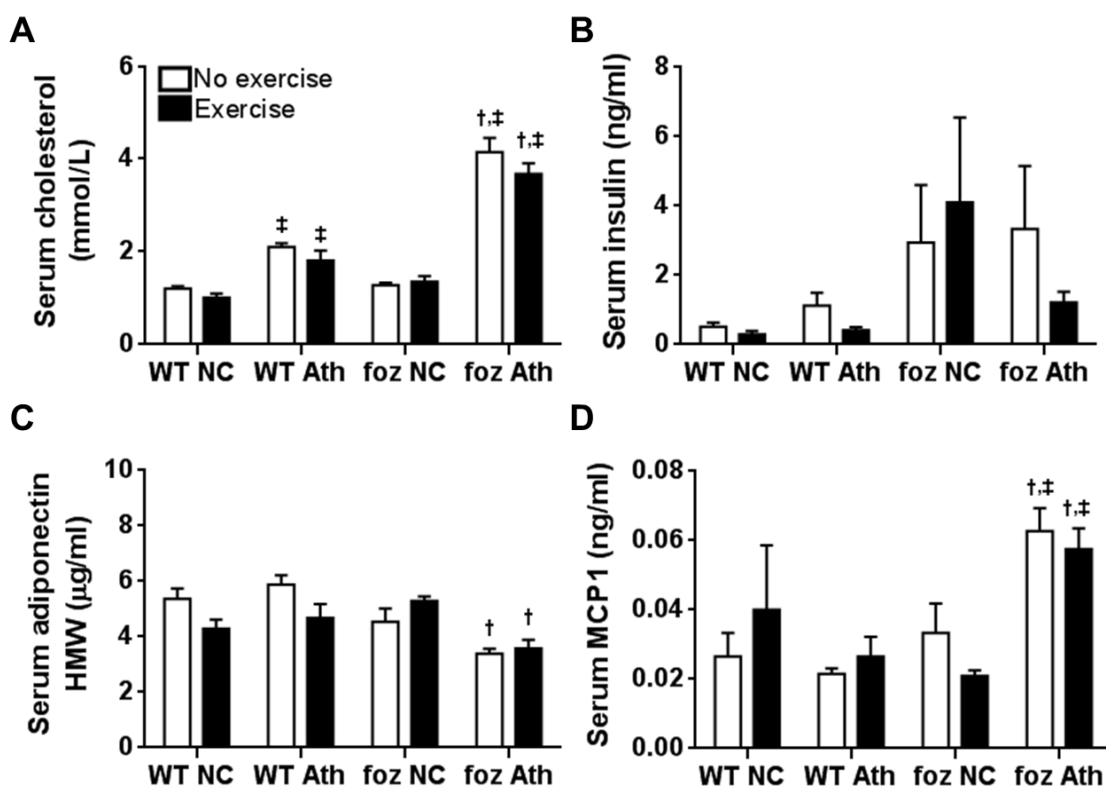 A
Serum cholesterol
(mmol/L)
6
4
2
0
No exercise
Exercise
‡
‡
†,‡
†,‡
WT NC
WT Ath
foz NC
foz Ath
B
Serum insulin (ng/ml)
8
6
4
2
0
WT NC
WT Ath
foz NC
foz Ath
C
Serum adiponectin
HMW (μg/ml)
10
8
6
4
2
0
†
†
WT NC
WT Ath
foz NC
foz Ath
D
Serum MCP1 (ng/ml)
0.08
0.06
0.04
0.02
0.00
†,‡
†,‡
WT NC
WT Ath
foz NC
foz Ath